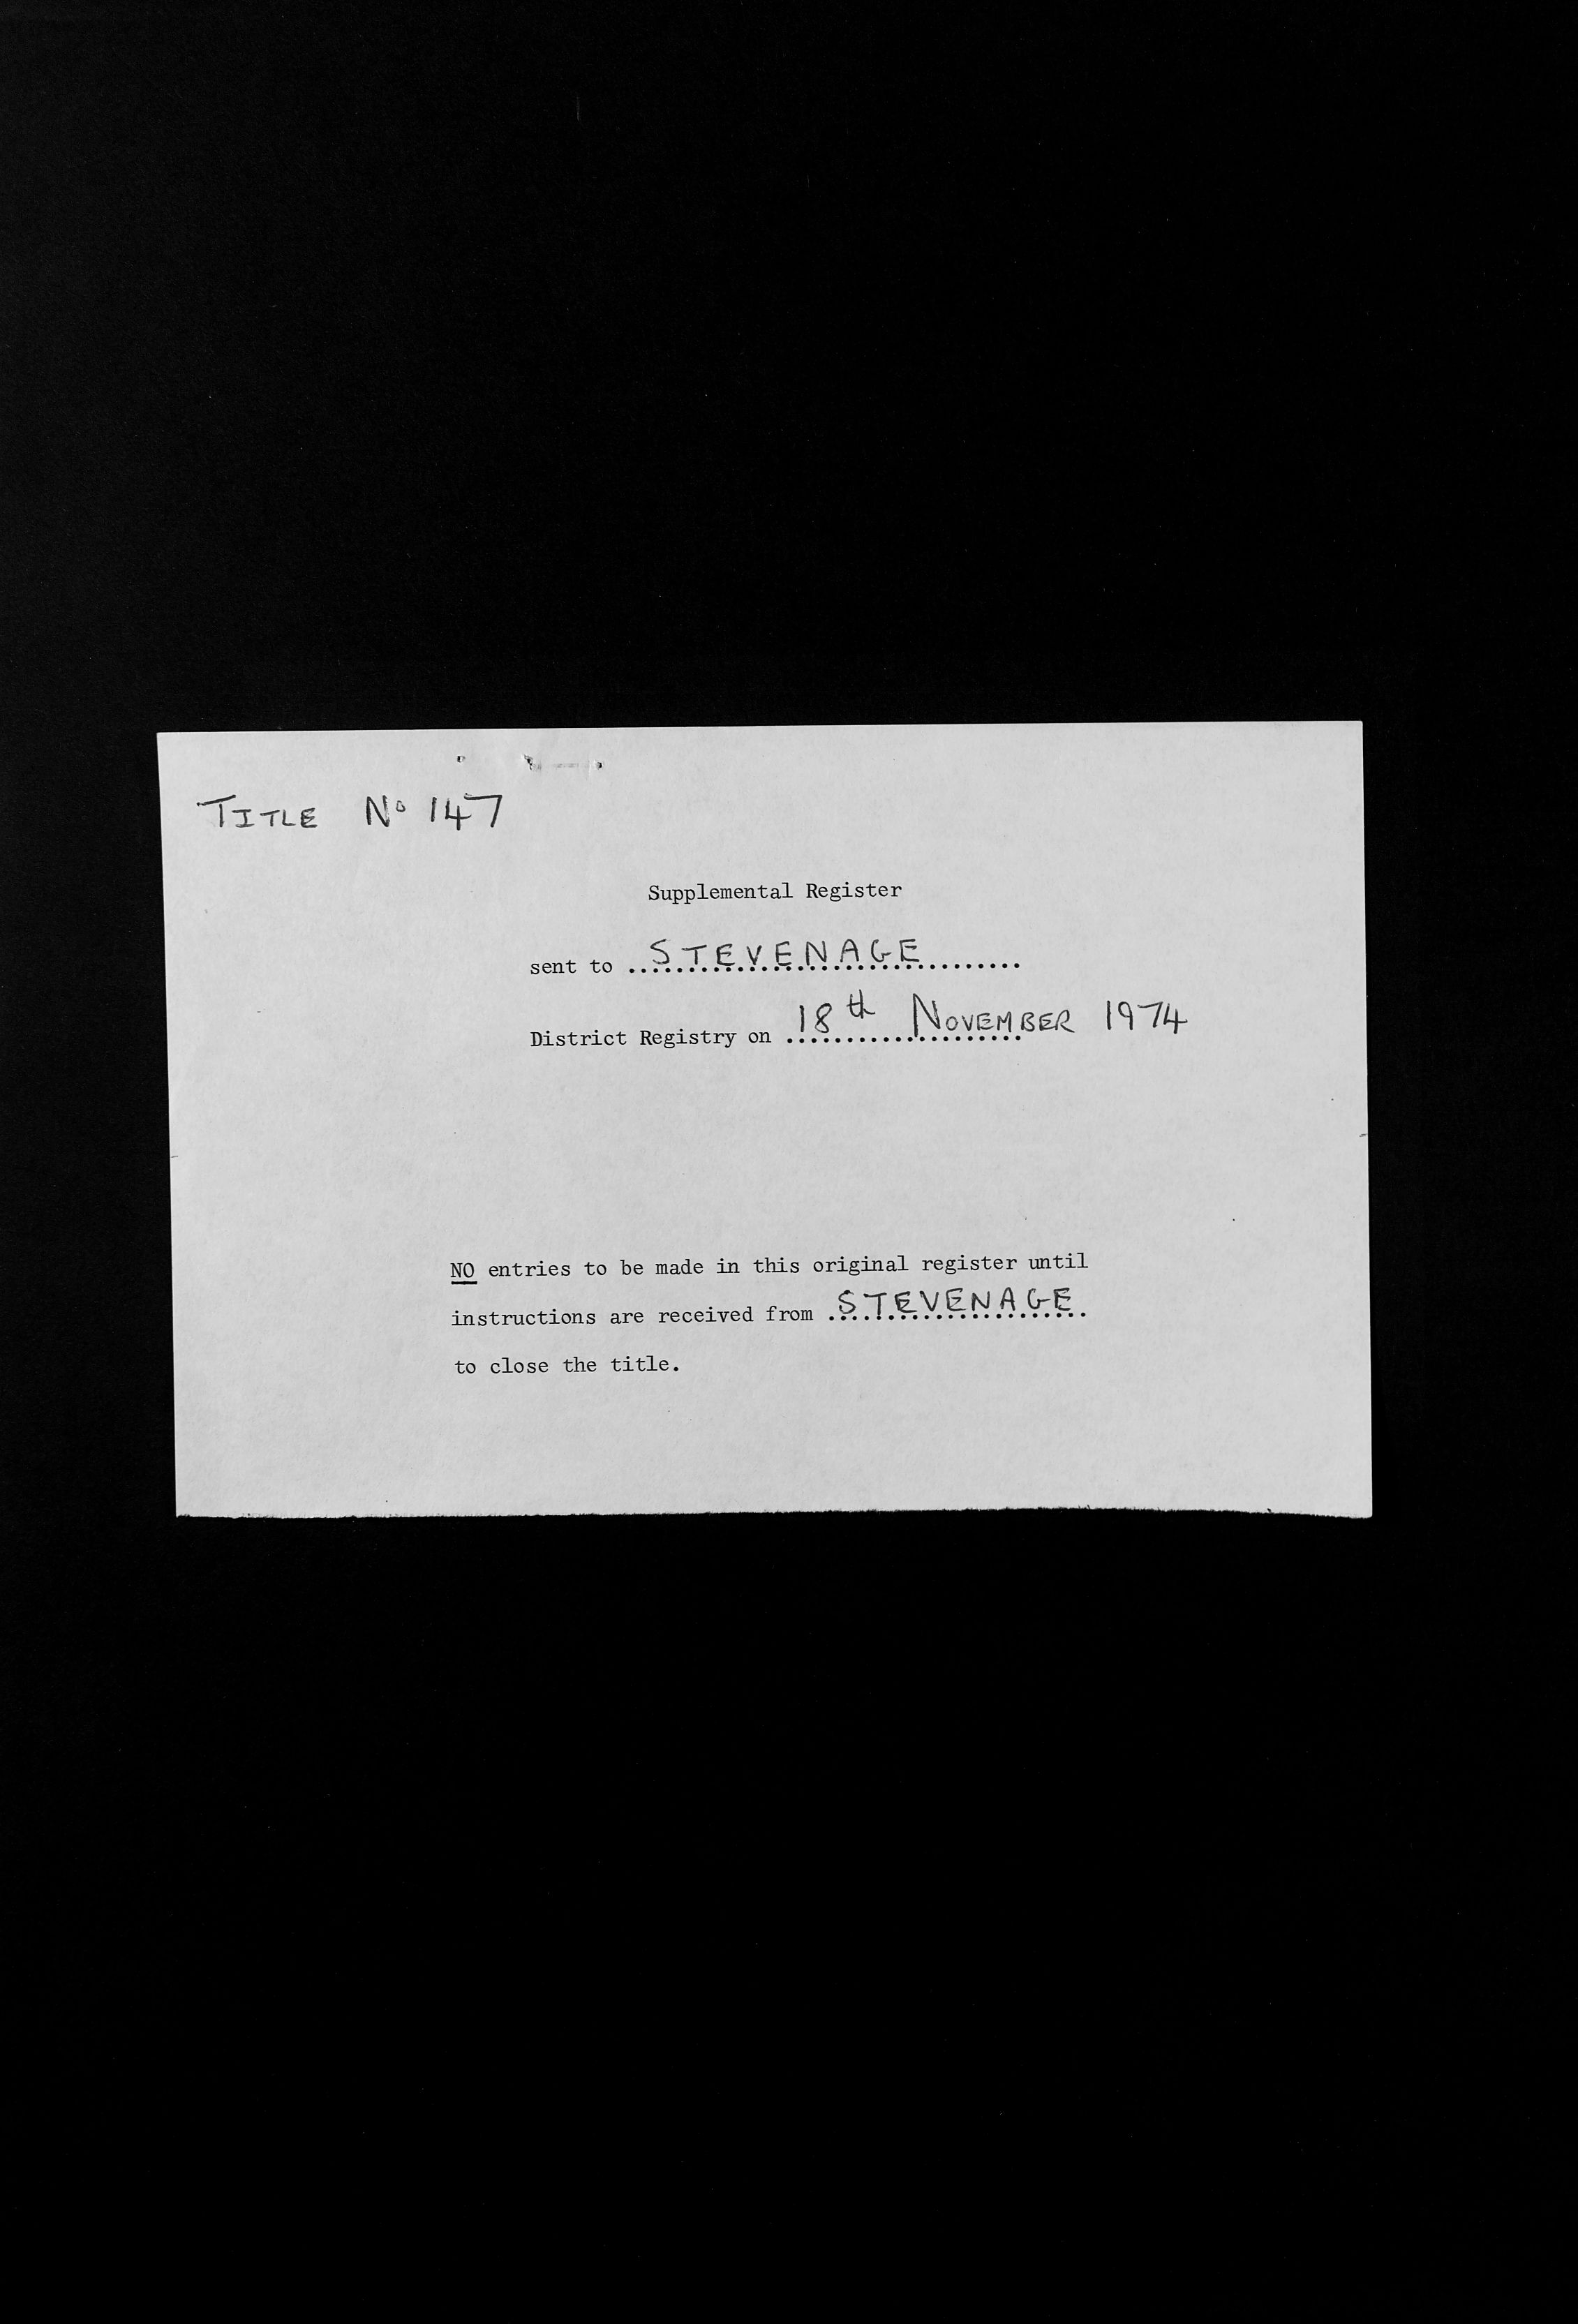 TITLE Nº 147
Supplemental Register
sent to STEVENAGE
District Registry on 18th NOVEMBER 1974
NO entries to be made in this original register until
instructions are received from STEVENAGE
to close the title.